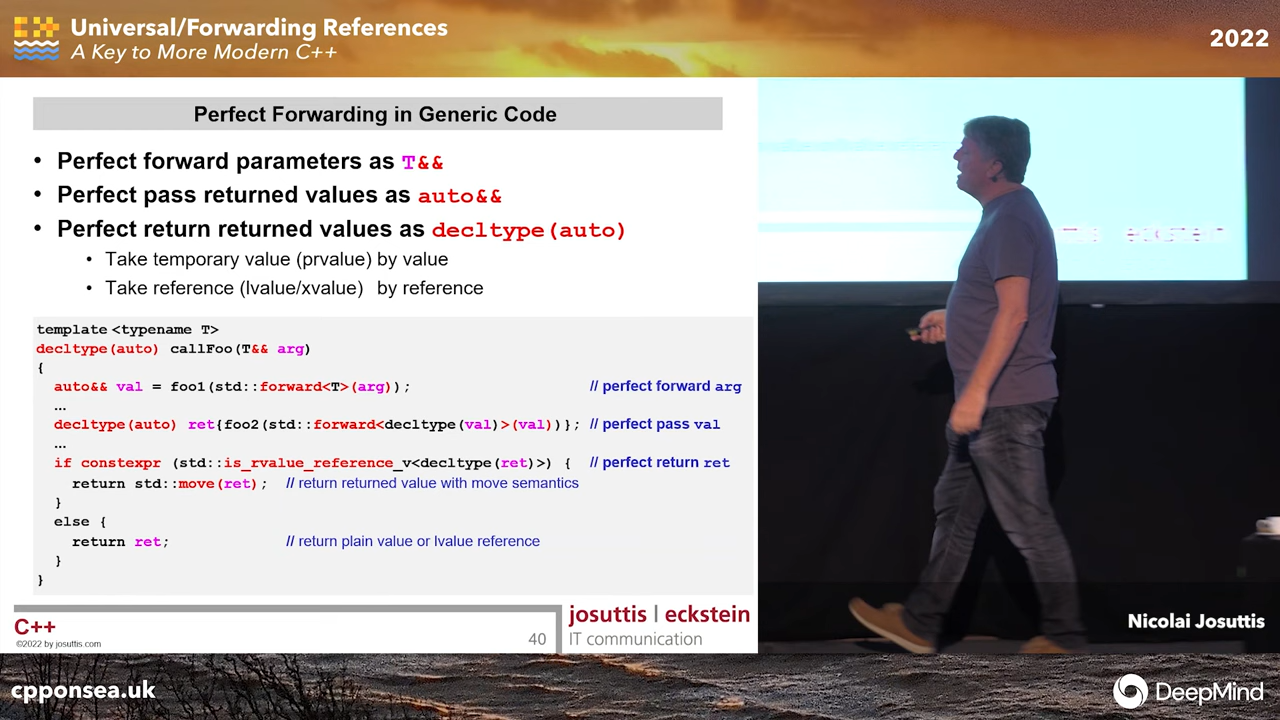 Universal/Forwarding References
A Key to More Modern C++
2022
Perfect Forwarding in Generic Code
• Perfect forward parameters as T&&
• Perfect pass returned values as auto&&
• Perfect return returned values as decltype(auto)
• Take temporary value (prvalue) by value
• Take reference (lvalue/xvalue) by reference
template <typename T>
decltype(auto) callFoo(T&& arg)
{
auto&& val = foo1(std::forward<T>(arg)); // perfect forward arg
...
decltype(auto) ret{foo2(std::forward<decltype(val)>(val))}; // perfect pass val
...
if constexpr (std::is_rvalue_reference_v<decltype(ret)>) { // perfect return ret
return std::move(ret); // return returned value with move semantics
}
else {
return ret; // return plain value or lvalue reference
}
}
C++
©2022 by josuttis.com
40
josuttis | eckstein
IT communication
eckstein
Nicolai Josuttis
cpponsea.uk
DeepMind